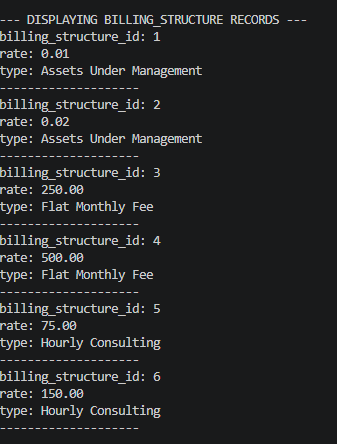 --- DISPLAYING BILLING_STRUCTURE RECORDS ---
billing_structure_id: 1
rate: 0.01
type: Assets Under Management
--------------------
billing_structure_id: 2
rate: 0.02
type: Assets Under Management
--------------------
billing_structure_id: 3
rate: 250.00
type: Flat Monthly Fee
--------------------
billing_structure_id: 4
rate: 500.00
type: Flat Monthly Fee
--------------------
billing_structure_id: 5
rate: 75.00
type: Hourly Consulting
--------------------
billing_structure_id: 6
rate: 150.00
type: Hourly Consulting
--------------------